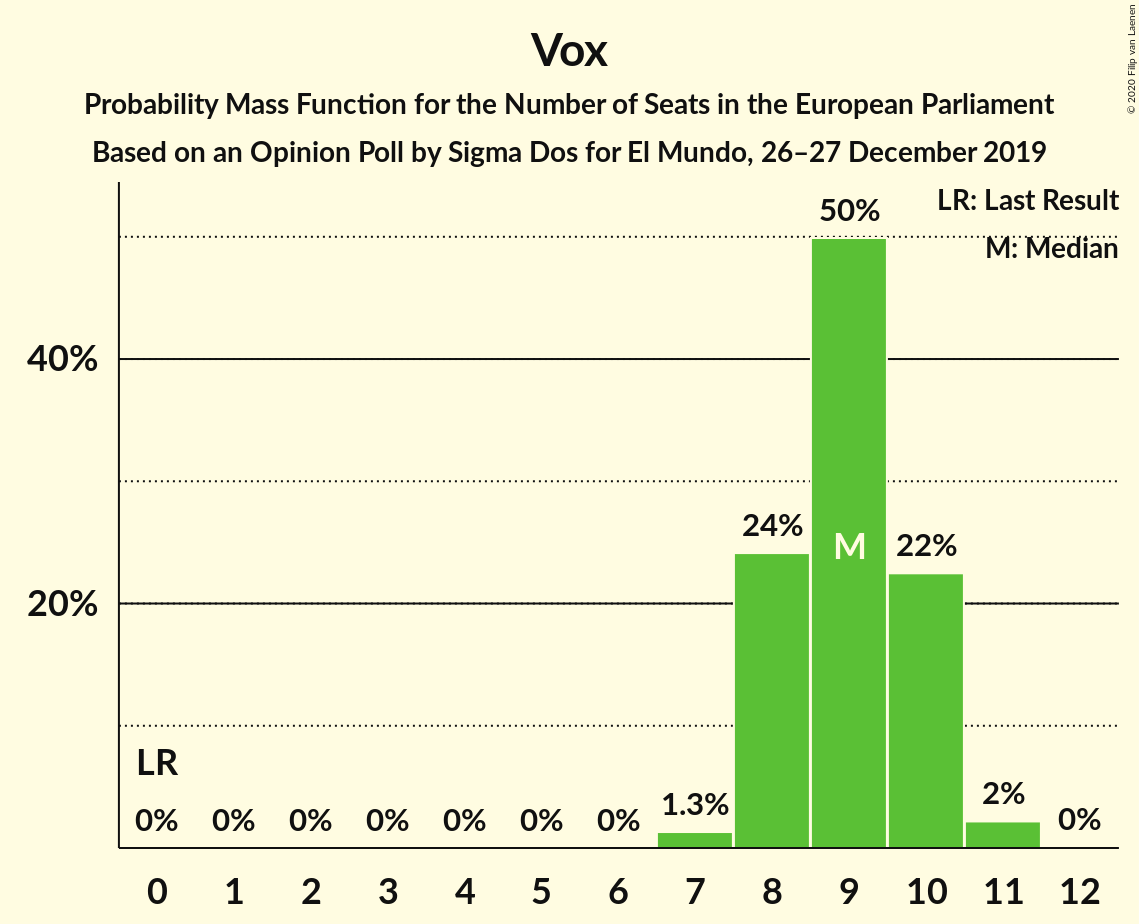 Vox
Probability Mass Function for the Number of Seats in the European Parliament
Based on an Opinion Poll by Sigma Dos for El Mundo, 26–27 December 2019
© 2020 Filip van Laenen
LR: Last Result
M: Median
50%
40%
24%
M
22%
20%
LR
0% 0% 0% 0% 0% 0% 0% 1.3% 2% 0%
0 1 2 3 4 5 6 7 8 9 10 11 12